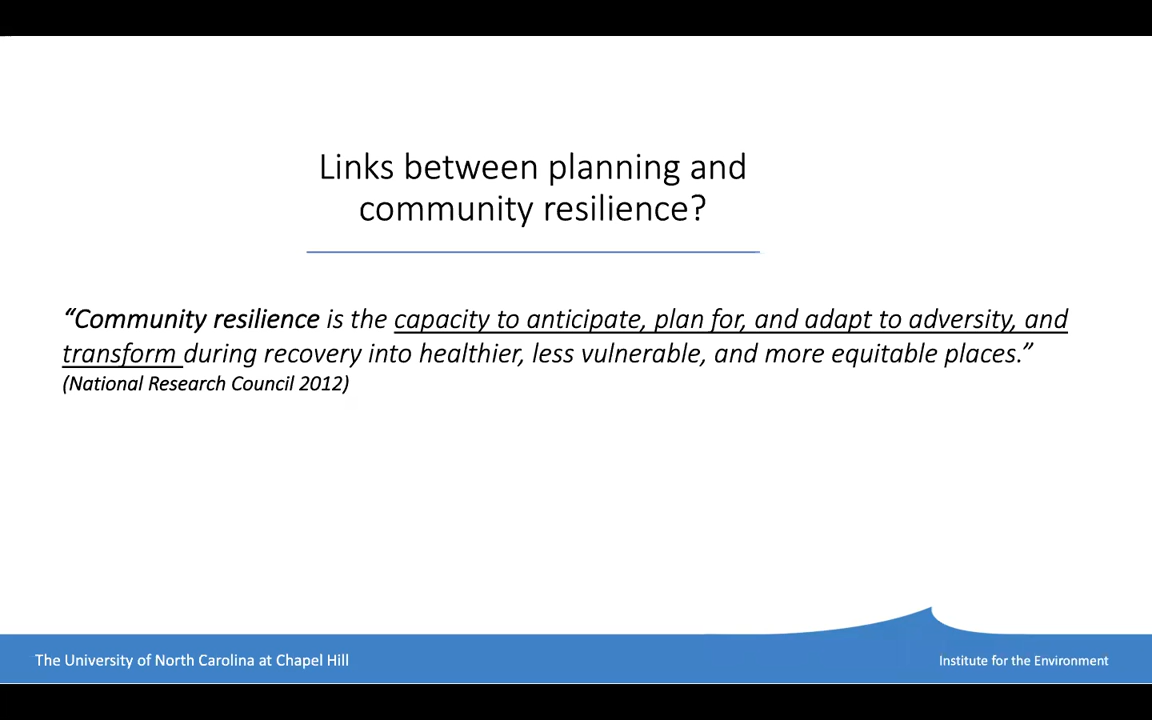 Links between planning and
community resilience?
“Community resilience is the capacity to anticipate, plan for, and adapt to adversity, and
transform during recovery into healthier, less vulnerable, and more equitable places.”
(National Research Council 2012)
The University of North Carolina at Chapel Hill
Institute for the Environment